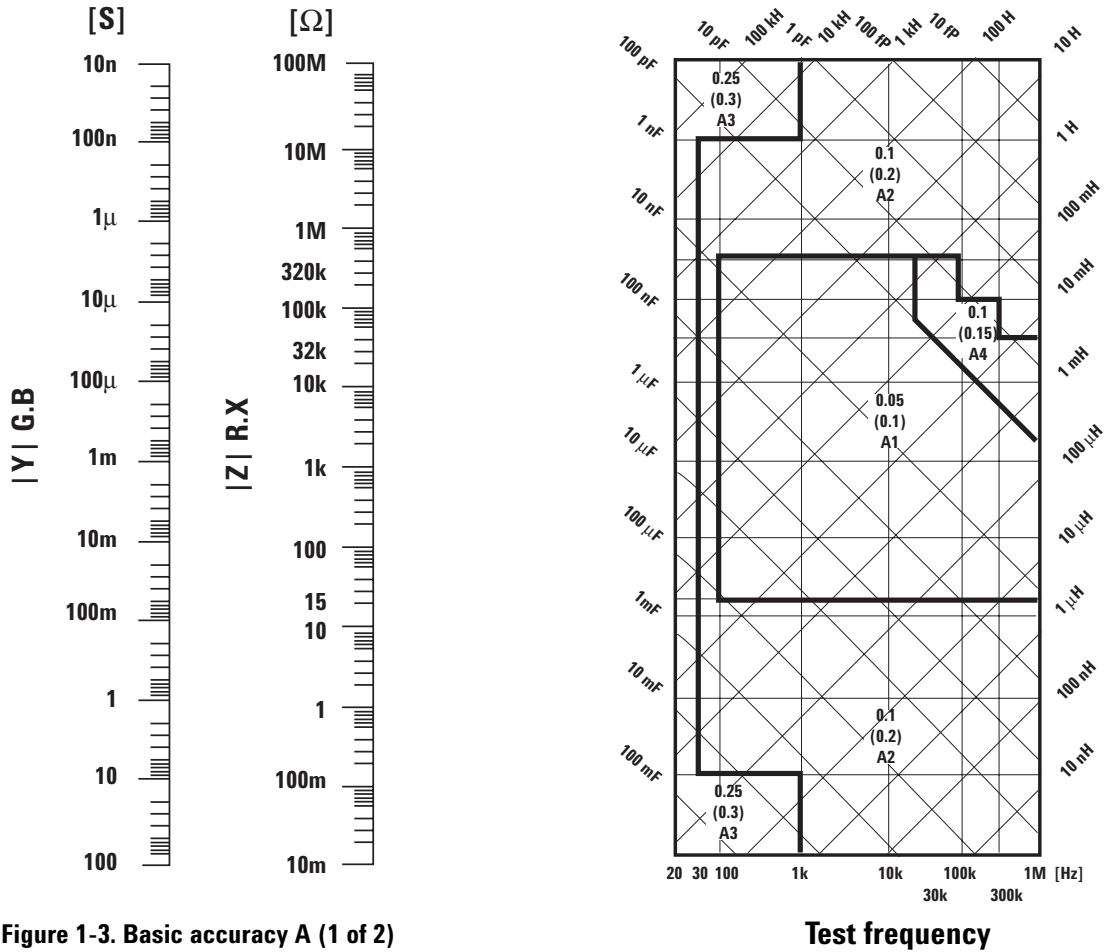 [S]
10n
100n
1µ
10µ
100µ
1m
10m
100m
1
10
100
|Y| G.B
[Ω]
100M
10M
1M
320k
100k
32k
10k
1k
100
15
10
1
100m
10m
|Z| R.X
10 pF
100 kH
1 pF
10 kH
100 fP
1 kH
10 fP
100 H
10 H
100 pF
1 nF
10 nF
100 nF
1 µF
10 µF
100 µF
1mF
10 mF
100 mF
1 H
100 mH
10 mH
1 mH
100 µH
10 µH
1 µH
100 nH
10 nH
0.25
(0.3)
A3
0.1
(0.2)
A2
0.1
(0.15)
A4
0.05
(0.1)
A1
0.1
(0.2)
A2
0.25
(0.3)
A3
20 30 100 1k 10k 100k 1M [Hz]
30k 300k
Test frequency
Figure 1-3. Basic accuracy A (1 of 2)